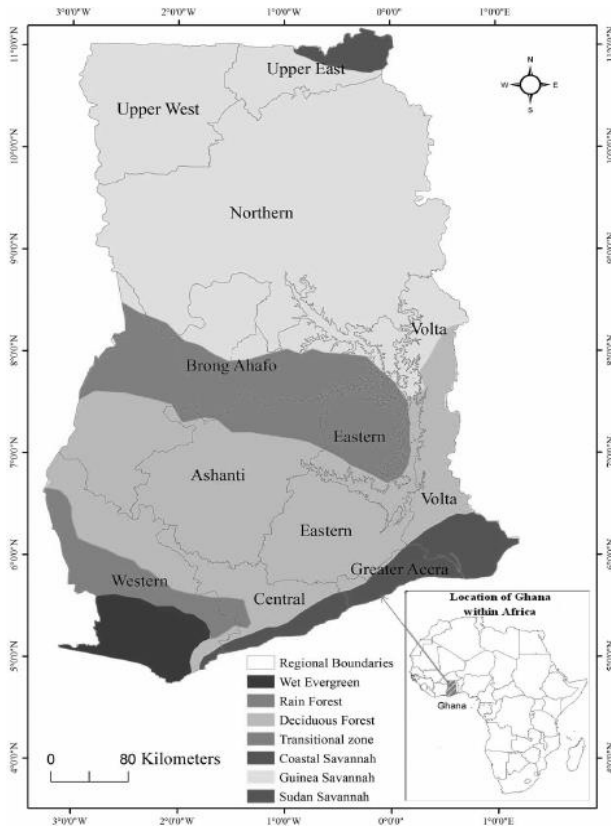 3°0'0"W 2°0'0"W 1°0'0"W 0°0'0" 1°0'0"E
11°0'0"N
10°0'0"N
9°0'0"N
8°0'0"N
7°0'0"N
6°0'0"N
5°0'0"N
4°0'0"N
N
W E
S
Upper East
Upper West
Northern
Volta
Brong Ahafo
Eastern
Ashanti
Volta
Eastern
Greater Accra
Western
Central
Location of Ghana
within Africa
Ghana
Regional Boundaries
Wet Evergreen
Rain Forest
Deciduous Forest
Transitional zone
Coastal Savannah
Guinea Savannah
Sudan Savannah
0 80 Kilometers
3°0'0"W 2°0'0"W 1°0'0"W 0°0'0" 1°0'0"E